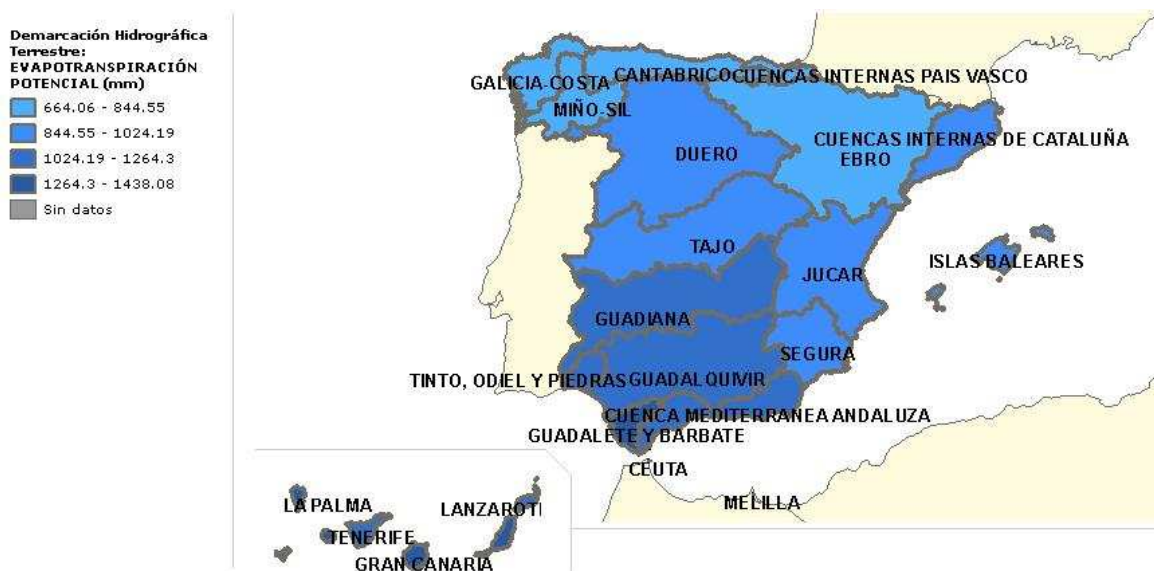 Demarcación Hidrográfica
Terrestre:
EVAPOTRANSPIRACIÓN
POTENCIAL (mm)
664.06 - 844.55
844.55 - 1024.19
1024.19 - 1264.3
1264.3 - 1438.08
Sin datos
GALICIA-COSTA
CANTABRICO
CUENCAS INTERNAS PAIS VASCO
MIÑO-SIL
CUENCAS INTERNAS DE CATALUÑA
DUERO
EBRO
TAJO
ISLAS BALEARES
JUCAR
GUADIANA
SEGURA
TINTO, ODIEL Y PIEDRAS
GUADALQUIVIR
CUENCA MEDITERRANEA ANDALUZA
GUADALETE Y BARBATE
CEUTA
MELILLA
LA PALMA
LANZAROTI
TENERIFE
GRAN CANARIA